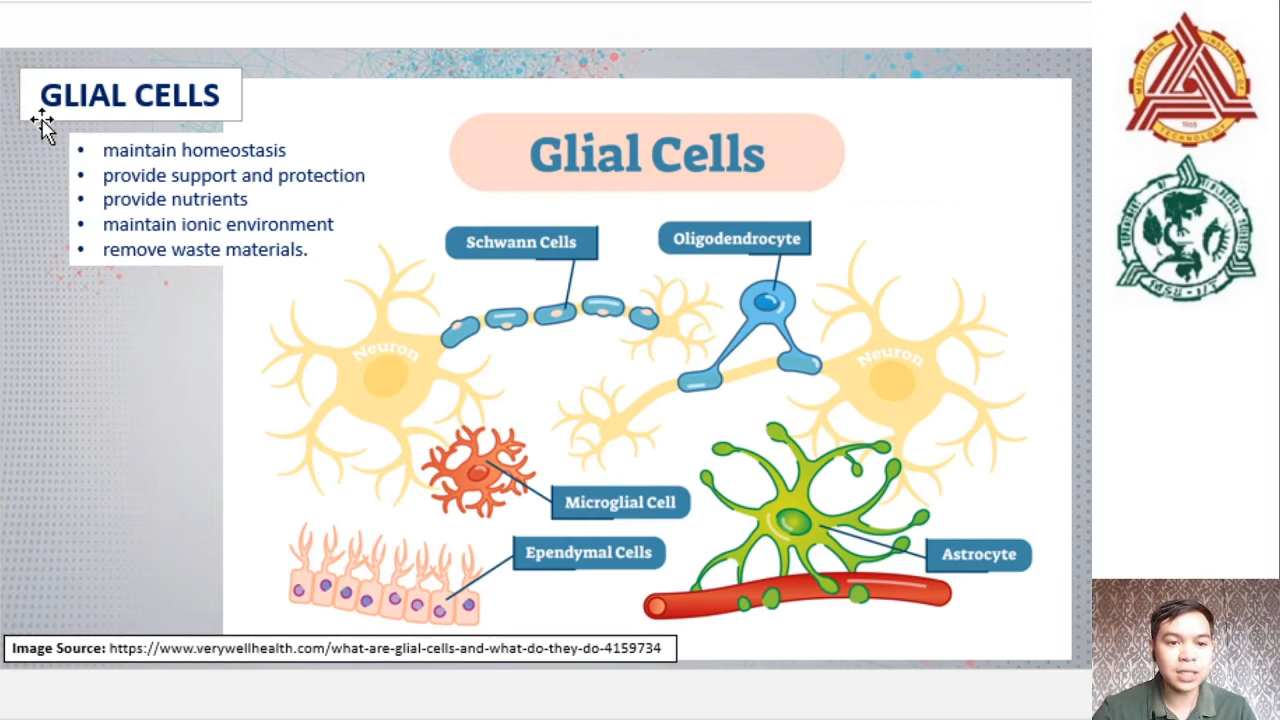 GLIAL CELLS
• maintain homeostasis
• provide support and protection
• provide nutrients
• maintain ionic environment
• remove waste materials.
Glial Cells
Schwann Cells
Oligodendrocyte
Neuron
Neuron
Microglial Cell
Ependymal Cells
Astrocyte
Image Source: https://www.verywellhealth.com/what-are-glial-cells-and-what-do-they-do-4159734
1968
TECHNOLOGY